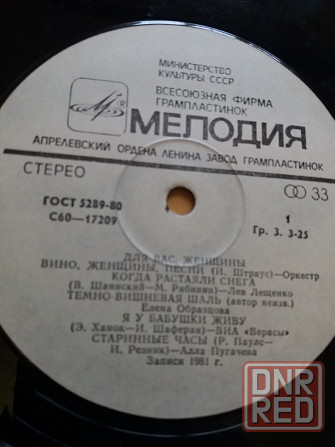 МИНИСТЕРСТВО
КУЛЬТУРЫ СССР
ВСЕСОЮЗНАЯ ФИРМА
ГРАМПЛАСТИНОК
МЕЛОДИЯ
АПРЕЛЕВСКИЙ ОРДЕНА ЛЕНИНА ЗАВОД ГРАМПЛАСТИНОК
СТЕРЕО
33
ГОСТ 5289-80
С60—17209
1
Гр. 3. 3-25
ДЛЯ ВАС, ЖЕНЩИНЫ
ВИНО, ЖЕНЩИНЫ, ПЕСНИ (И. Штраус)—Оркестр
КОГДА РАСТАЯЛИ СНЕГА
(В. Шаинский—М. Рябинин)—Лев Лещенко
ТЕМНО-ВИШНЕВАЯ ШАЛЬ (автор неизв.)
Елена Образцова
Я У БАБУШКИ ЖИВУ
(Э. Ханок—И. Шаферан)—ВИА «Верасы»
СТАРИННЫЕ ЧАСЫ (Р. Паулс—
И. Резник)—Алла Пугачева
Записи 1981 г.
DNR
RED